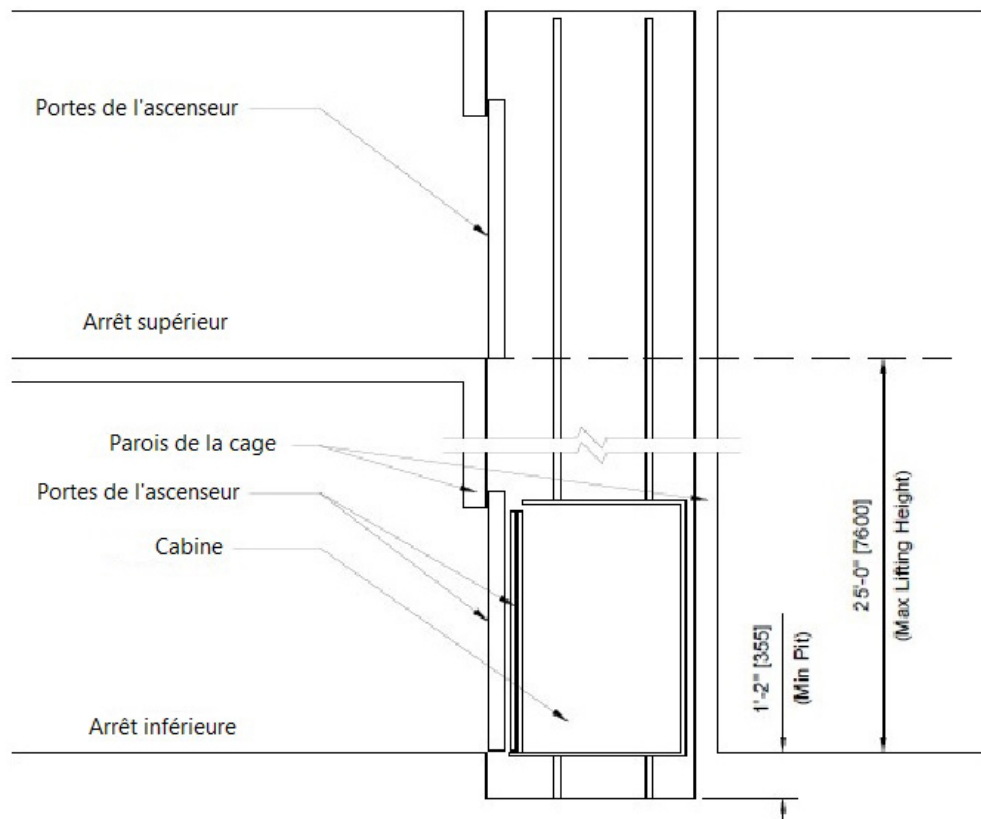 Portes de l'ascenseur
Arrêt supérieur
Parois de la cage
Portes de l'ascenseur
Cabine
Arrêt inférieure
1'-2" [355]
(Min Pit)
25'-0" [7600]
(Max Lifting Height)